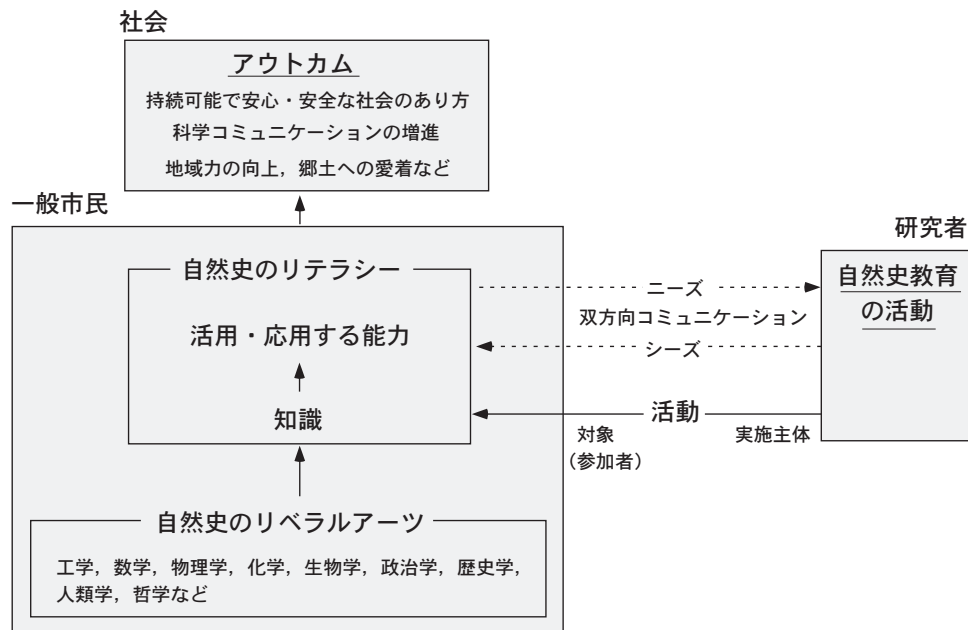 社会
アウトカム
持続可能で安心・安全な社会のあり方
科学コミュニケーションの増進
地域力の向上，郷土への愛着など
一般市民
自然史のリテラシー
活用・応用する能力
知識
自然史のリベラルアーツ
工学，数学，物理学，化学，生物学，政治学，歴史学，
人類学，哲学など
ニーズ
双方向コミュニケーション
シーズ
活動
対象
（参加者）
実施主体
研究者
自然史教育
の活動